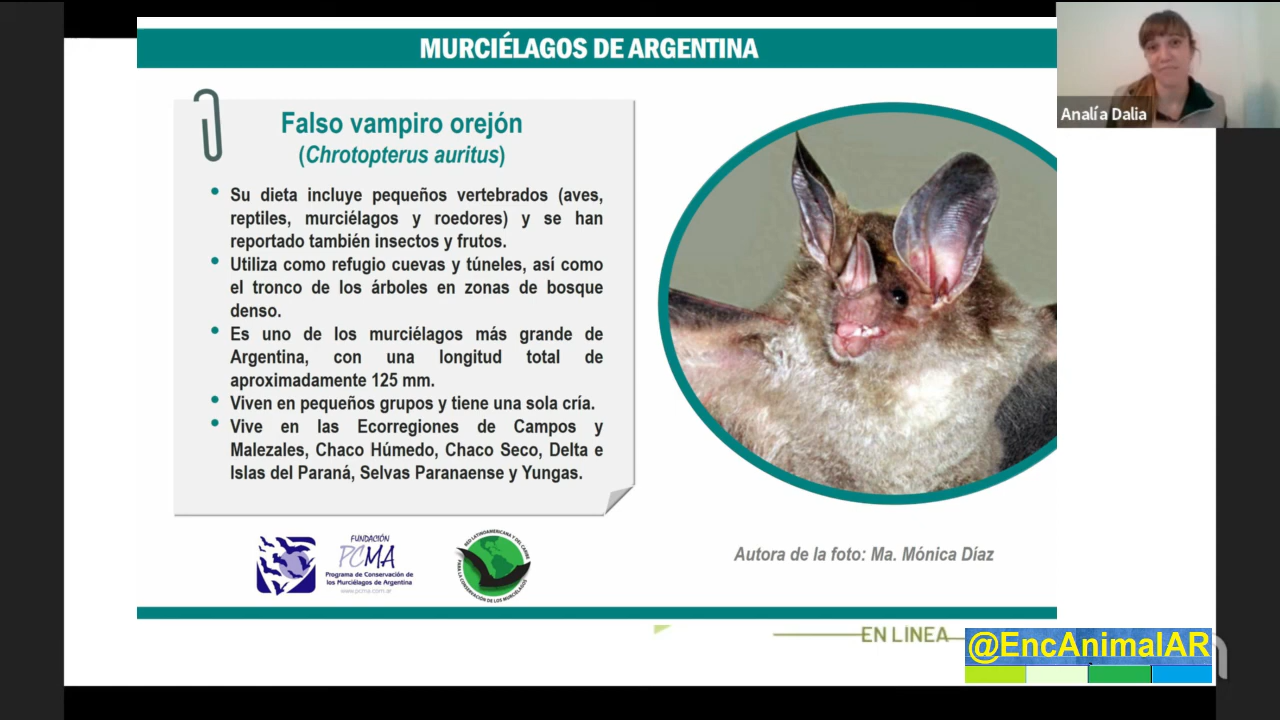 MURCIÉLAGOS DE ARGENTINA
Analía Dalia
Falso vampiro orejón
(Chrotopterus auritus)
• Su dieta incluye pequeños vertebrados (aves,
reptiles, murciélagos y roedores) y se han
reportado también insectos y frutos.
• Utiliza como refugio cuevas y túneles, así como
el tronco de los árboles en zonas de bosque
denso.
• Es uno de los murciélagos más grande de
Argentina, con una longitud total de
aproximadamente 125 mm.
• Viven en pequeños grupos y tiene una sola cría.
• Vive en las Ecorregiones de Campos y
Malezales, Chaco Húmedo, Chaco Seco, Delta e
Islas del Paraná, Selvas Paranaense y Yungas.
FUNDACIÓN
PCMA
Programa de Conservación de
los Murciélagos de Argentina
www.pcma.com.ar
RED LATINOAMERICANA Y DEL CARIBE
PARA LA CONSERVACIÓN DE LOS MURCIÉLAGOS
Autora de la foto: Ma. Mónica Díaz
EN LINEA
@EncAnimalAR